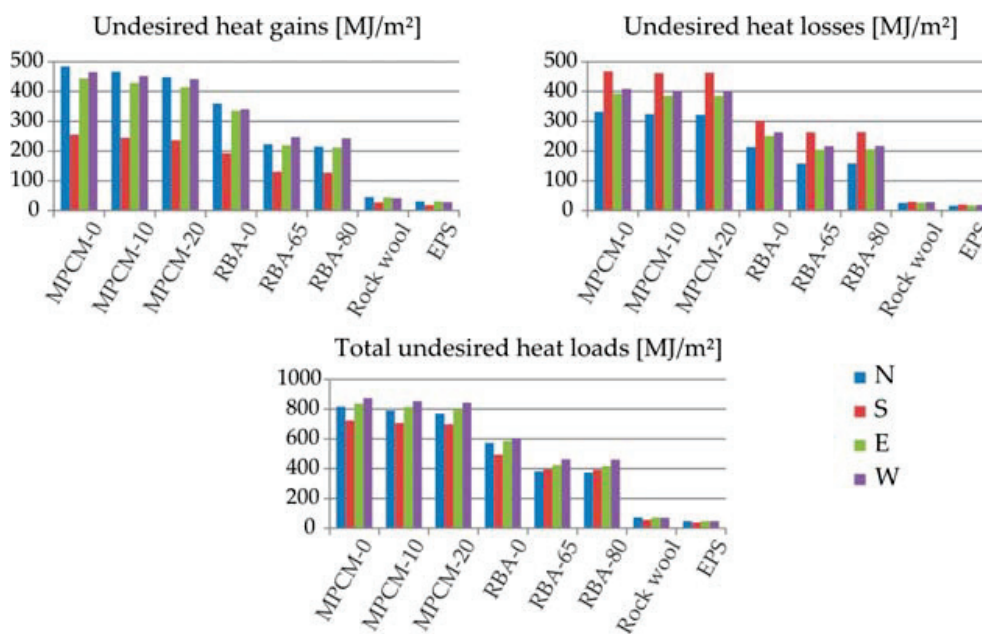 Undesired heat gains [MJ/m²]
500
400
300
200
100
0
MPCM-0
MPCM-10
MPCM-20
RBA-0
RBA-65
RBA-80
Rock wool
EPS
Undesired heat losses [MJ/m²]
500
400
300
200
100
0
MPCM-0
MPCM-10
MPCM-20
RBA-0
RBA-65
RBA-80
Rock wool
EPS
Total undesired heat loads [MJ/m²]
1000
800
600
400
200
0
MPCM-0
MPCM-10
MPCM-20
RBA-0
RBA-65
RBA-80
Rock wool
EPS
N
S
E
W